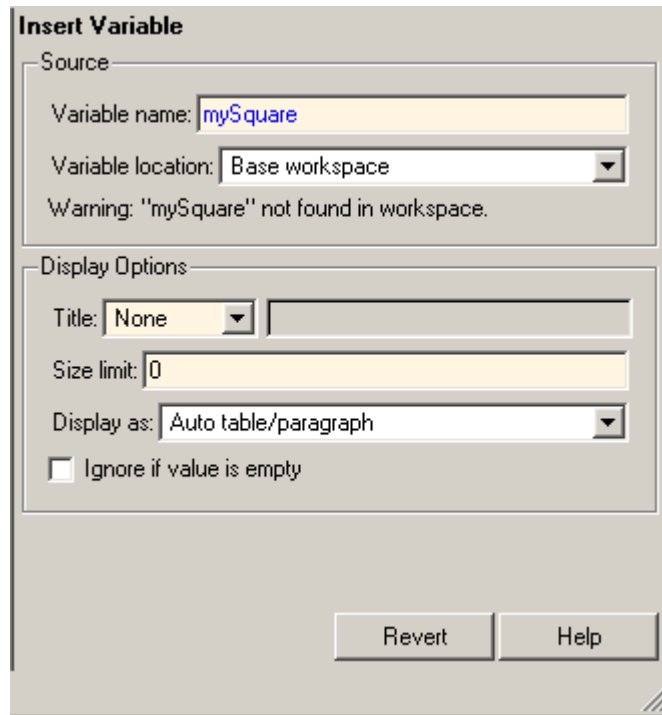 Insert Variable
Source
Variable name: mySquare
Variable location: Base workspace
Warning: "mySquare" not found in workspace.
Display Options
Title: None
Size limit: 0
Display as: Auto table/paragraph
Ignore if value is empty
Revert Help